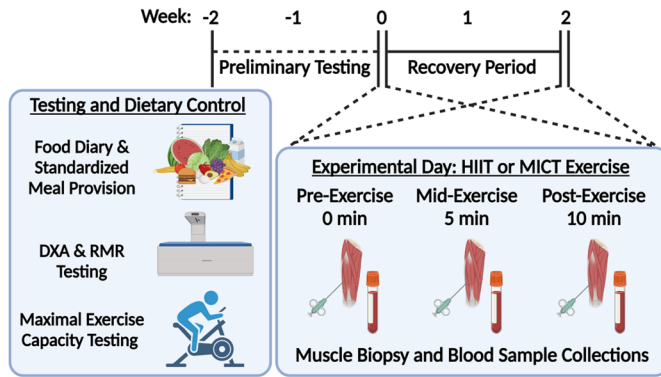 Week: -2 -1 0 1 2
Preliminary Testing Recovery Period
Testing and Dietary Control
Food Diary &
Standardized
Meal Provision
DXA & RMR
Testing
Maximal Exercise
Capacity Testing
Experimental Day: HIIT or MICT Exercise
Pre-Exercise Mid-Exercise Post-Exercise
0 min 5 min 10 min
Muscle Biopsy and Blood Sample Collections